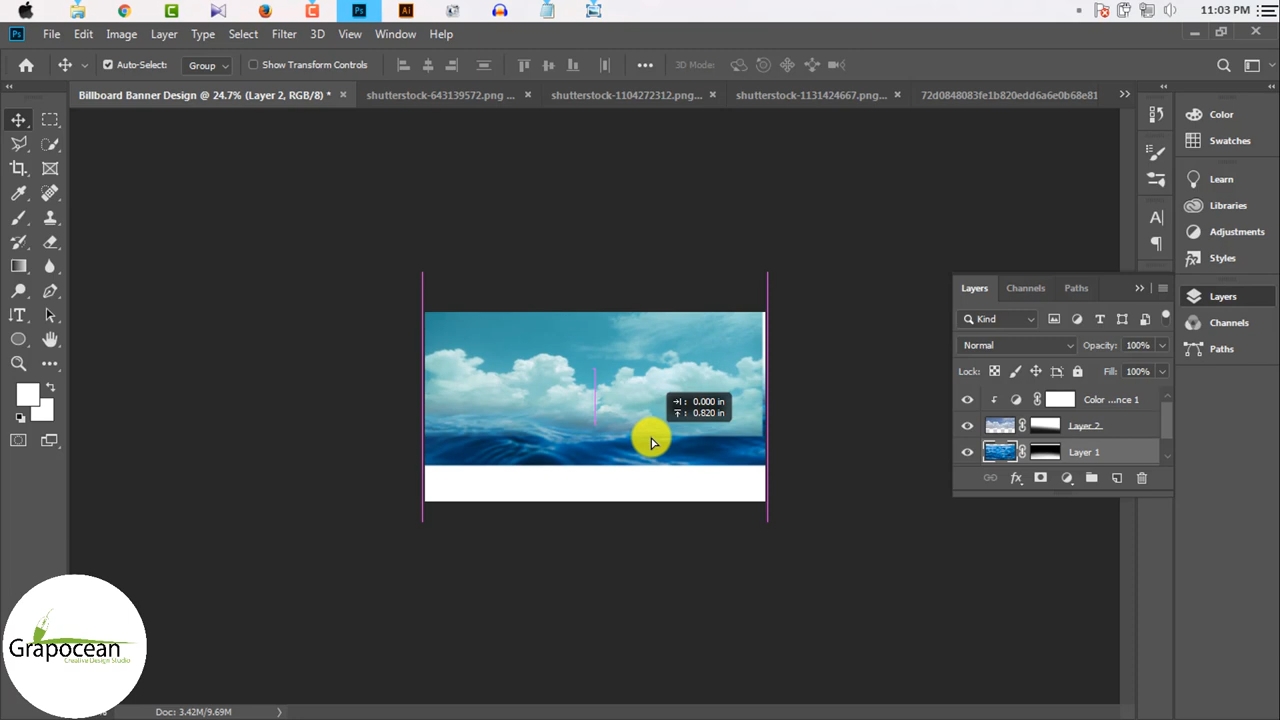 11:03 PM
Ps
Ai
Ps File Edit Image Layer Type Select Filter 3D View Window Help
Auto-Select: Group Show Transform Controls 3D Mode:
Billboard Banner Design @ 24.7% (Layer 2, RGB/8) * shutterstock-643139572.png ... shutterstock-1104272312.png... shutterstock-1131424667.png... 72d0848083fe1b820edd6a6e0b68e81
Color
Swatches
Learn
Libraries
Adjustments
Styles
Layers
Channels
Paths
Layers Channels Paths
Kind
Normal Opacity: 100%
Lock: Fill: 100%
Color ...nce 1
Layer 2
Layer 1
fx
0.000 in
0.820 in
Grapocean
Creative Design Studio
Doc: 3.42M/9.69M